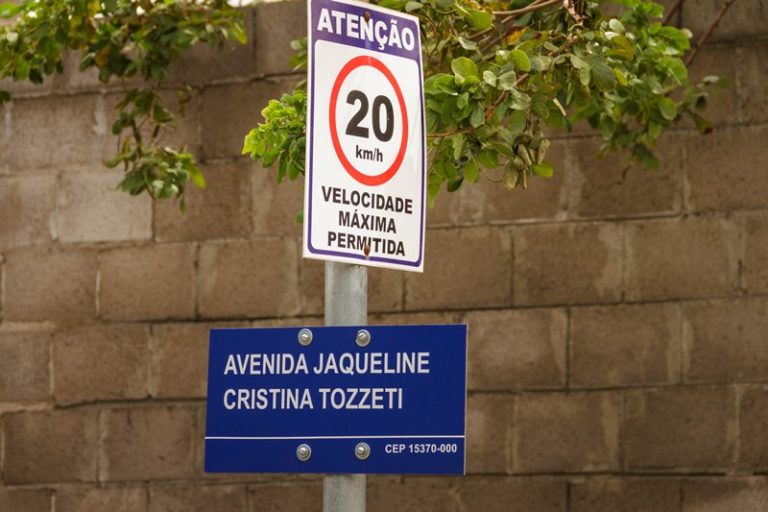 ATENÇÃO
20
km/h
VELOCIDADE
MÁXIMA
PERMITIDA
AVENIDA JAQUELINE
CRISTINA TOZZETI
CEP 15370-000